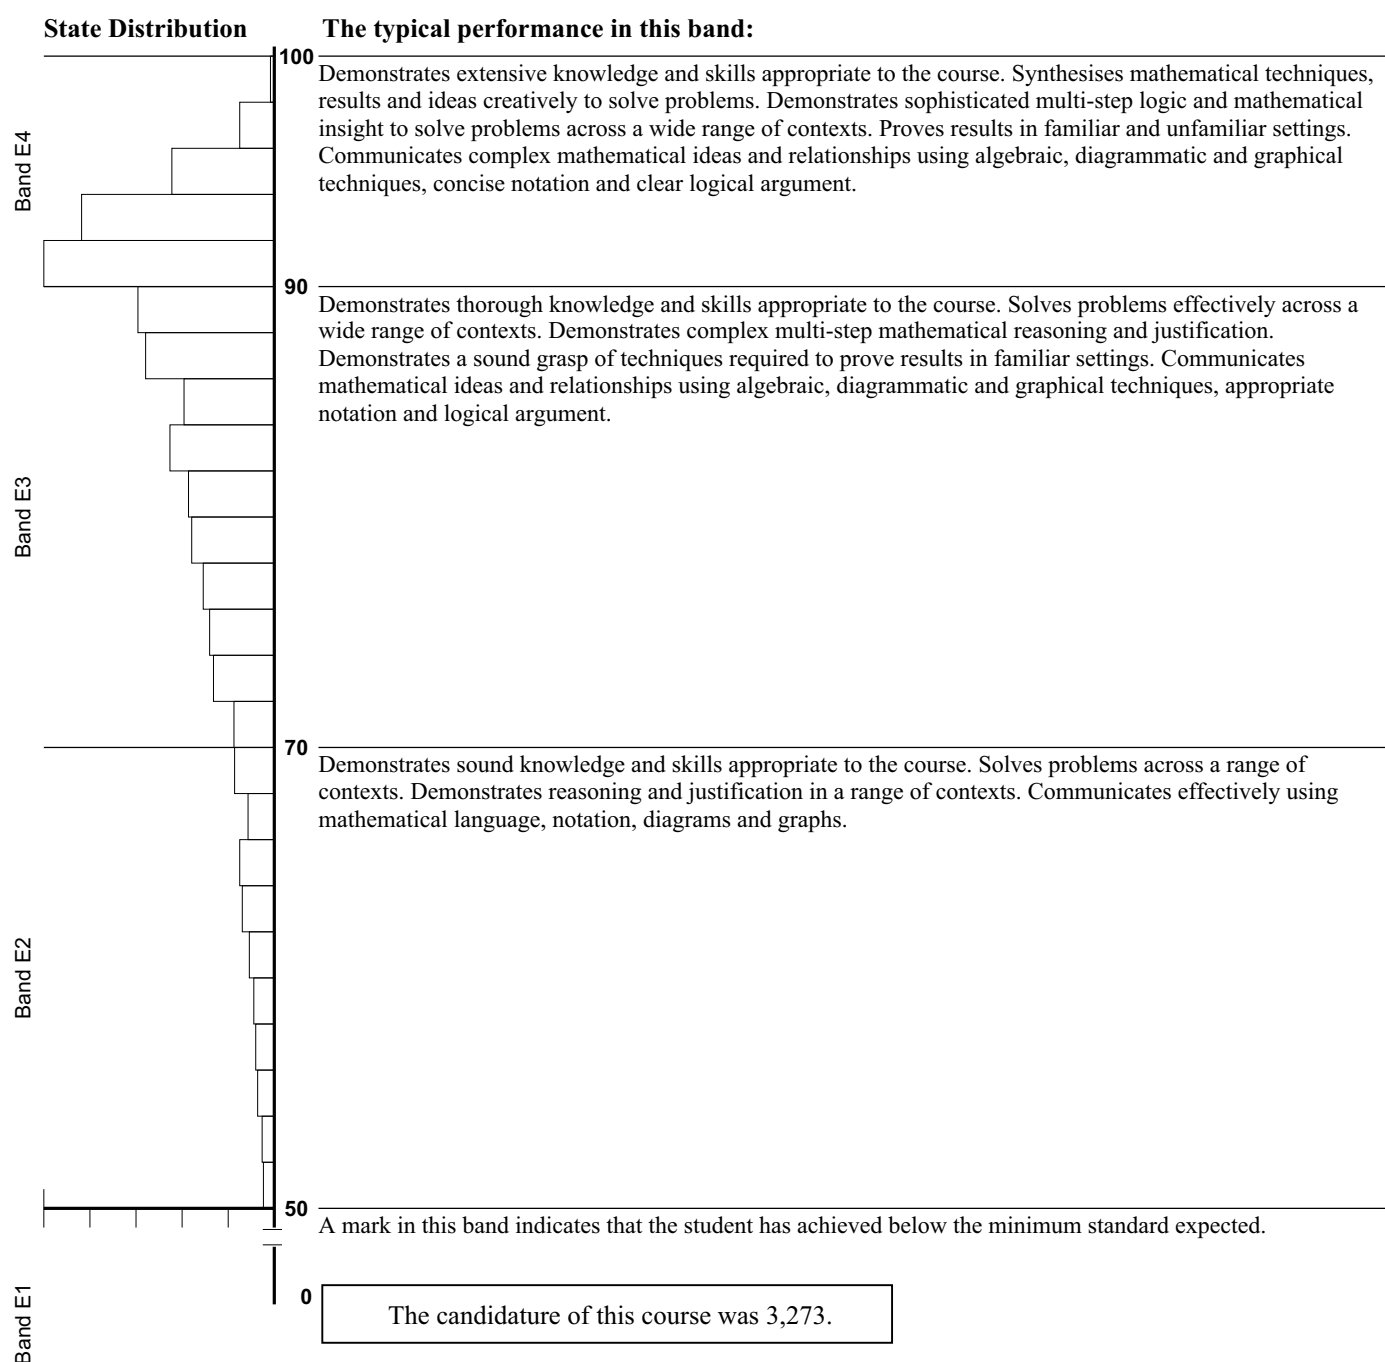 State Distribution
The typical performance in this band:
100
Demonstrates extensive knowledge and skills appropriate to the course. Synthesises mathematical techniques,
results and ideas creatively to solve problems. Demonstrates sophisticated multi-step logic and mathematical
insight to solve problems across a wide range of contexts. Proves results in familiar and unfamiliar settings.
Communicates complex mathematical ideas and relationships using algebraic, diagrammatic and graphical
techniques, concise notation and clear logical argument.
Band E4
90
Demonstrates thorough knowledge and skills appropriate to the course. Solves problems effectively across a
wide range of contexts. Demonstrates complex multi-step mathematical reasoning and justification.
Demonstrates a sound grasp of techniques required to prove results in familiar settings. Communicates
mathematical ideas and relationships using algebraic, diagrammatic and graphical techniques, appropriate
notation and logical argument.
Band E3
70
Demonstrates sound knowledge and skills appropriate to the course. Solves problems across a range of
contexts. Demonstrates reasoning and justification in a range of contexts. Communicates effectively using
mathematical language, notation, diagrams and graphs.
Band E2
50
A mark in this band indicates that the student has achieved below the minimum standard expected.
Band E1
0
The candidature of this course was 3,273.